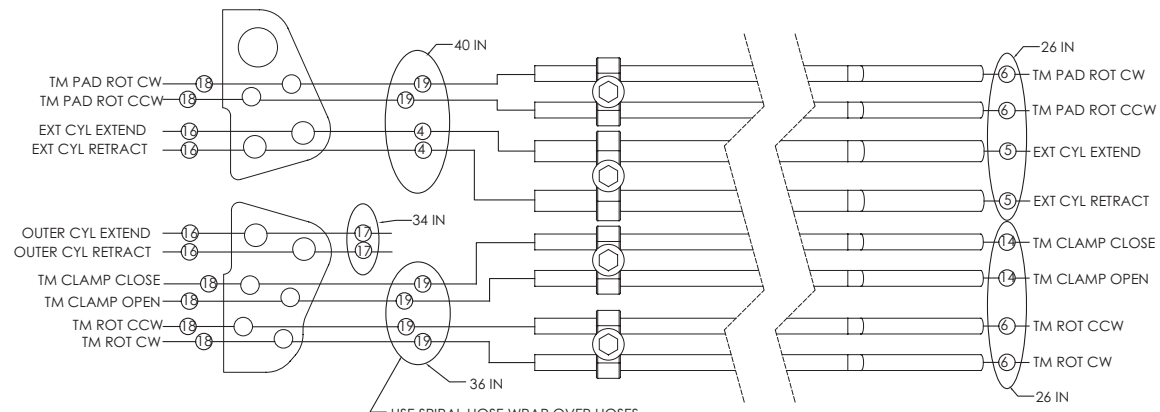 40 IN
26 IN
TM PAD ROT CW 18 19 6 TM PAD ROT CW
TM PAD ROT CCW 18 19 6 TM PAD ROT CCW
EXT CYL EXTEND 16 4 5 EXT CYL EXTEND
EXT CYL RETRACT 16 4 5 EXT CYL RETRACT
34 IN
OUTER CYL EXTEND 16 17
OUTER CYL RETRACT 16 17
TM CLAMP CLOSE 18 19 14 TM CLAMP CLOSE
TM CLAMP OPEN 18 19 14 TM CLAMP OPEN
TM ROT CCW 18 19 6 TM ROT CCW
TM ROT CW 18 19 6 TM ROT CW
36 IN
26 IN
USE SPIRAL HOSE WRAP OVER HOSES